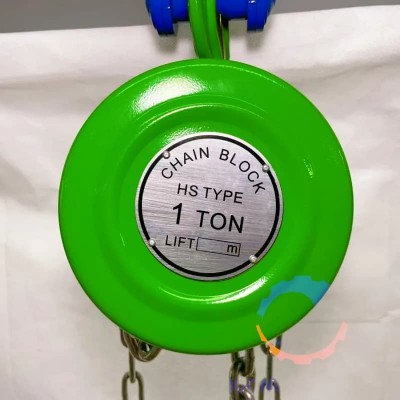 CHAIN BLOCK
HS TYPE
1 TON
LIFT m